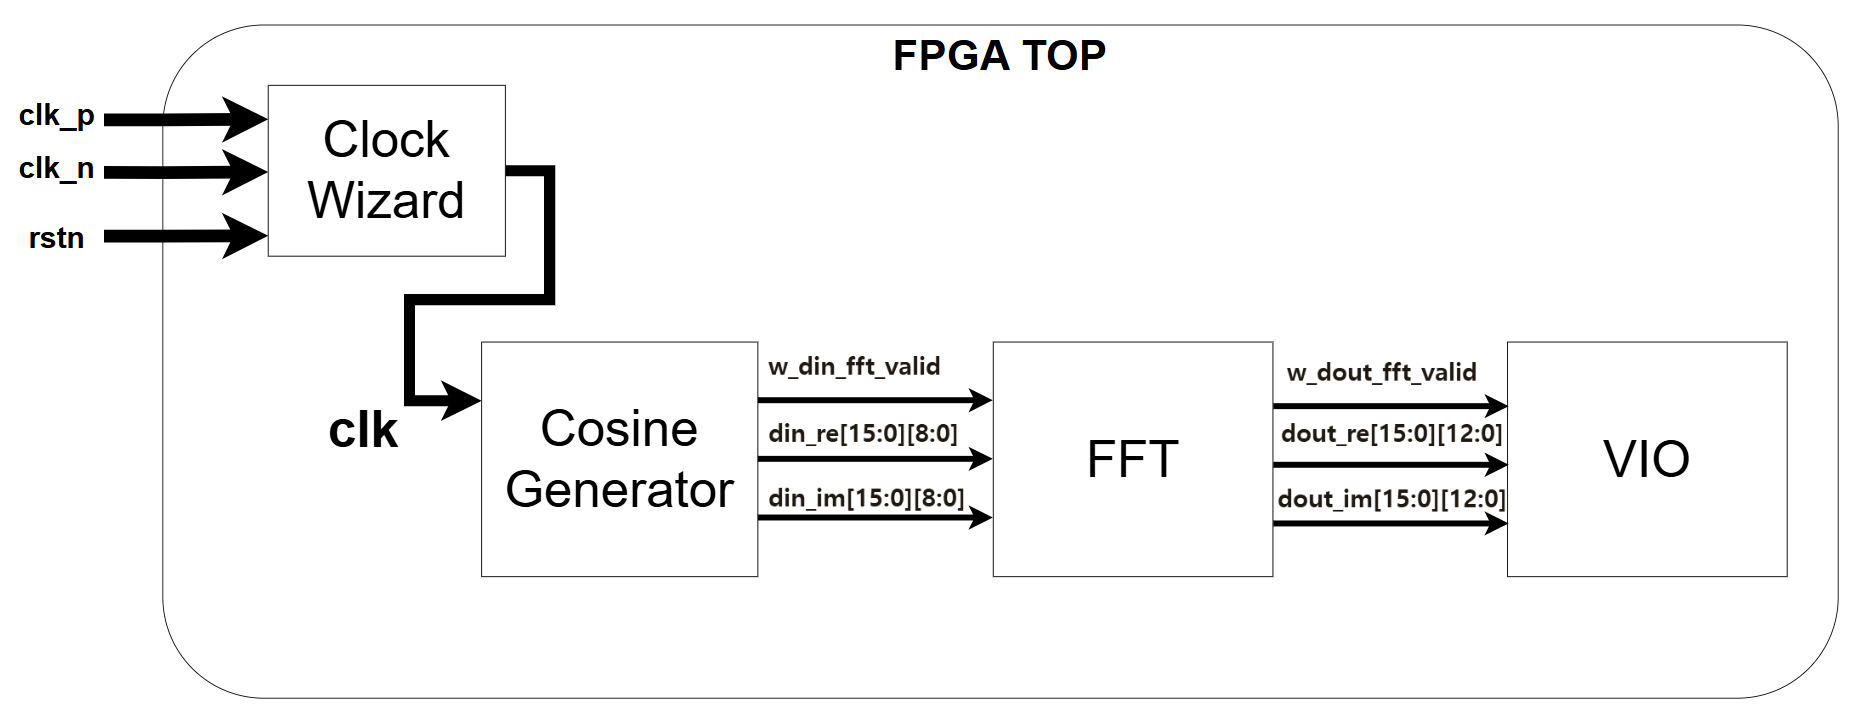 FPGA TOP
clk_p
clk_n
rstn
Clock
Wizard
clk
Cosine
Generator
w_din_fft_valid
din_re[15:0][8:0]
din_im[15:0][8:0]
FFT
w_dout_fft_valid
dout_re[15:0][12:0]
dout_im[15:0][12:0]
VIO